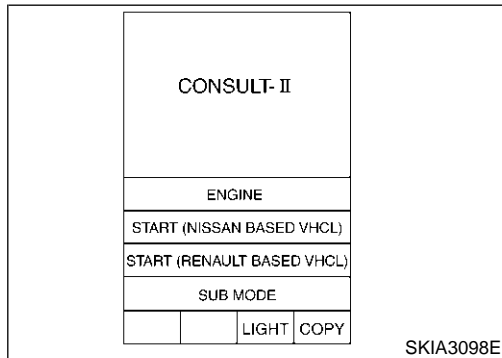 CONSULT- II
ENGINE
START (NISSAN BASED VHCL)
START (RENAULT BASED VHCL)
SUB MODE
LIGHT COPY
SKIA3098E